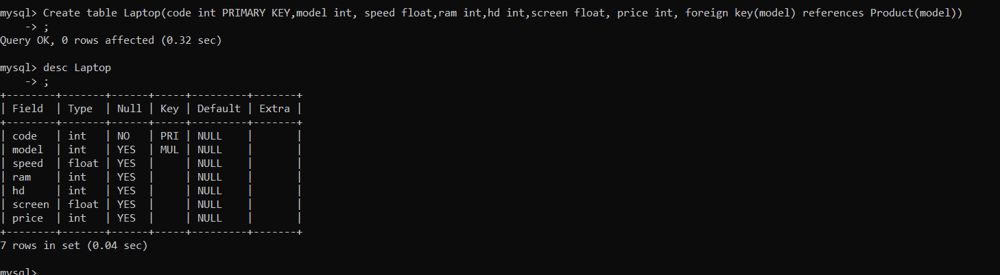 mysql> Create table Laptop(code int PRIMARY KEY,model int, speed float,ram int,hd int,screen float, price int, foreign key(model) references Product(model))
    -> ;
Query OK, 0 rows affected (0.32 sec)

mysql> desc Laptop
    -> ;
+--------+-------+------+-----+---------+-------+
| Field  | Type  | Null | Key | Default | Extra |
+--------+-------+------+-----+---------+-------+
| code   | int   | NO   | PRI | NULL    |       |
| model  | int   | YES  | MUL | NULL    |       |
| speed  | float | YES  |     | NULL    |       |
| ram    | int   | YES  |     | NULL    |       |
| hd     | int   | YES  |     | NULL    |       |
| screen | float | YES  |     | NULL    |       |
| price  | int   | YES  |     | NULL    |       |
+--------+-------+------+-----+---------+-------+
7 rows in set (0.04 sec)

mysql>